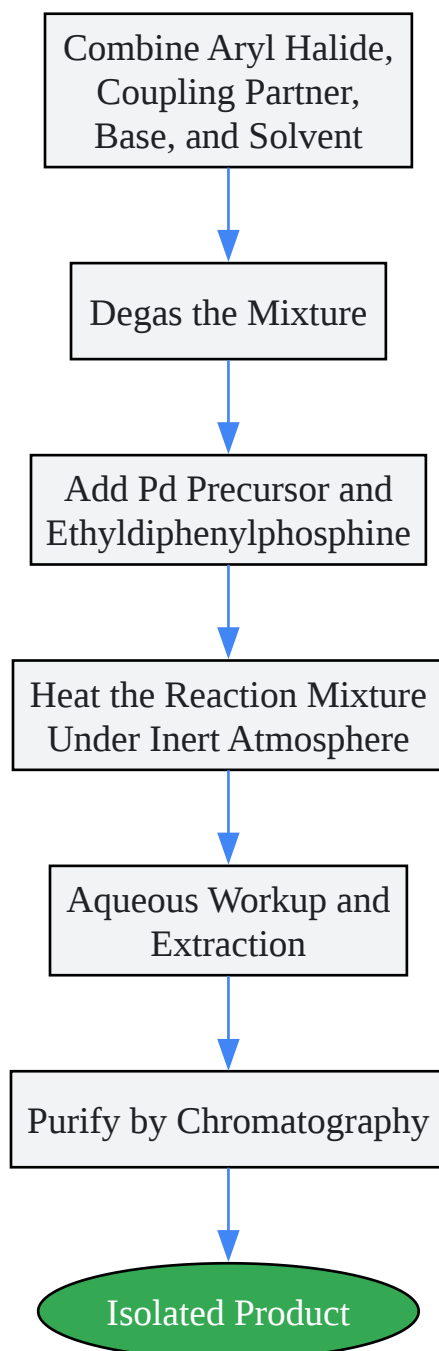 Combine Aryl Halide,
Coupling Partner,
Base, and Solvent
Degas the Mixture
Add Pd Precursor and
Ethyldiphenylphosphine
Heat the Reaction Mixture
Under Inert Atmosphere
Aqueous Workup and
Extraction
Purify by Chromatography
Isolated Product